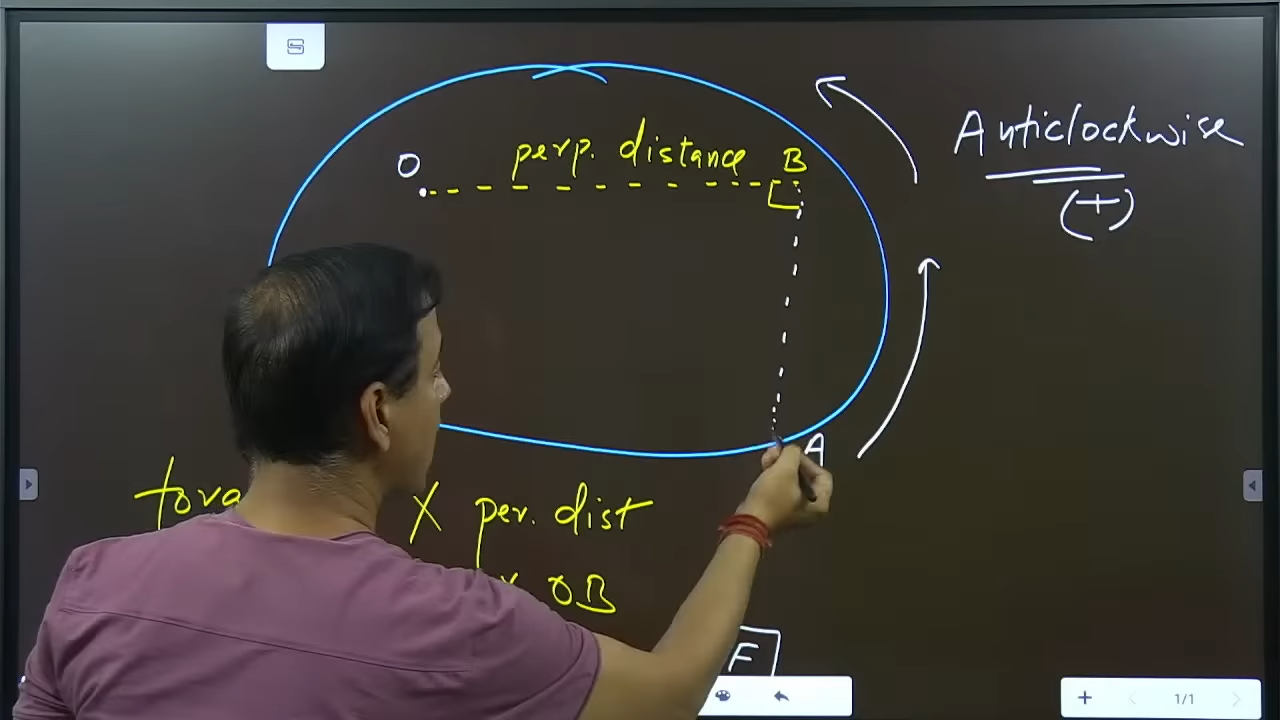 Anticlockwise
(+)
O perp. distance B
A
X per. dist
OB
F
1/1